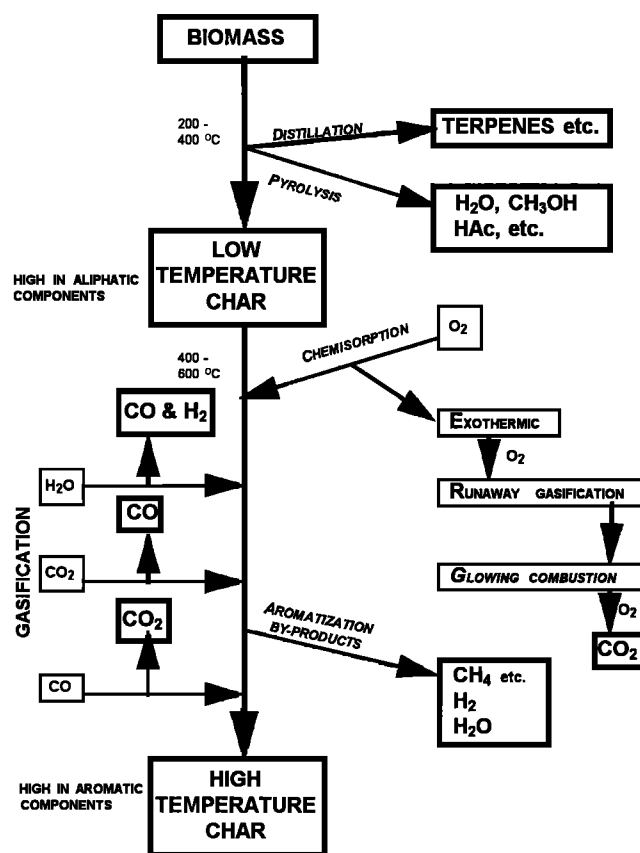 BIOMASS
200 -
400 °C
DISTILLATION
TERPENES etc.
PYROLYSIS
H₂O, CH₃OH
HAc, etc.
LOW
TEMPERATURE
CHAR
HIGH IN ALIPHATIC
COMPONENTS
400 -
600 °C
CHEMISORPTION
O₂
CO & H₂
EXOTHERMIC
O₂
H₂O
RUNAWAY GASIFICATION
CO
GASIFICATION
CO₂
GLOWING COMBUSTION
O₂
CO₂
CO₂
AROMATIZATION
BY-PRODUCTS
CO
CH₄ etc.
H₂
H₂O
HIGH
TEMPERATURE
CHAR
HIGH IN AROMATIC
COMPONENTS